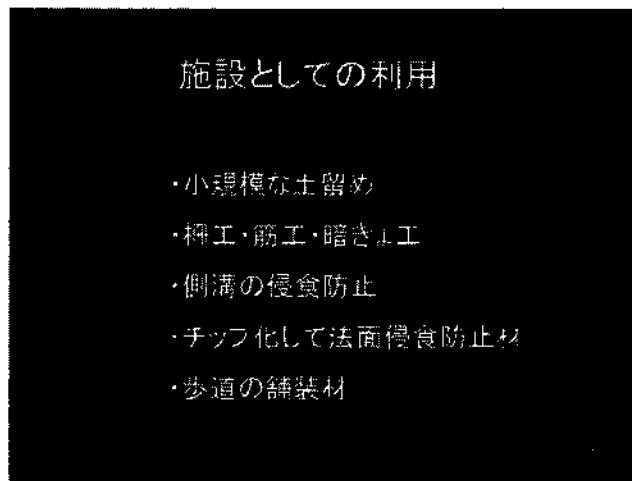 施設としての利用
・小規模な土留め
・柵工・筋工・暗きょ工
・側溝の侵食防止
・チップ化して法面侵食防止材
・歩道の舗装材